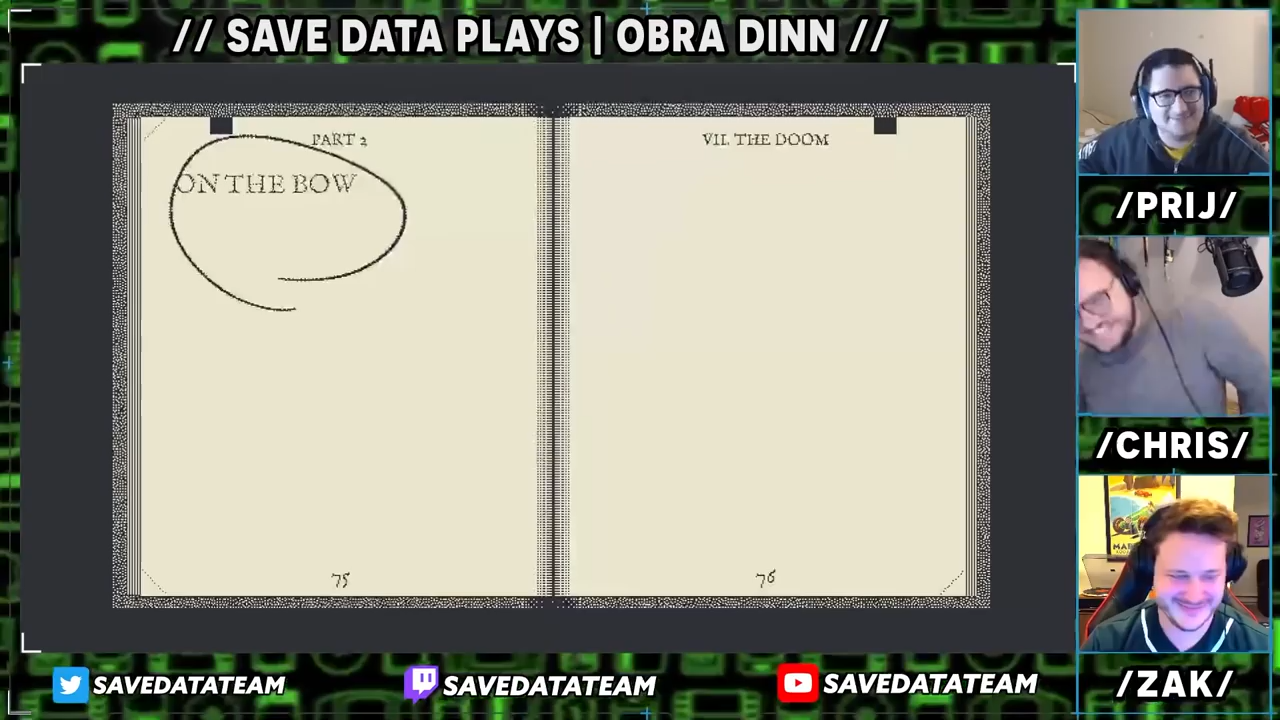 // SAVE DATA PLAYS | OBRA DINN //
PART 2
ON THE BOW
75
VII. THE DOOM
76
/PRIJ/
/CHRIS/
/ZAK/
SAVEDATATEAM
SAVEDATATEAM
SAVEDATATEAM